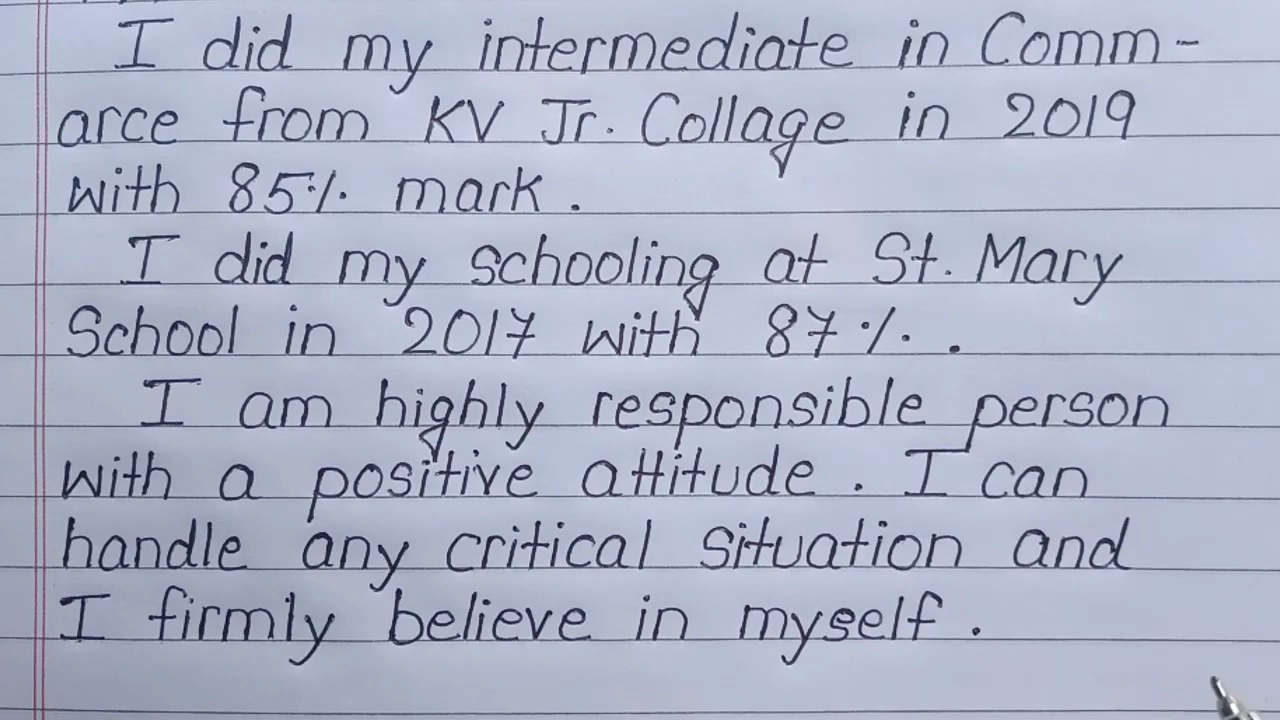 I did my intermediate in Comm-
arce from KV Jr. Collage in 2019
with 85% mark.
I did my schooling at St. Mary
School in 2017 with 87%.
I am highly responsible person
with a positive attitude. I can
handle any critical situation and
I firmly believe in myself.